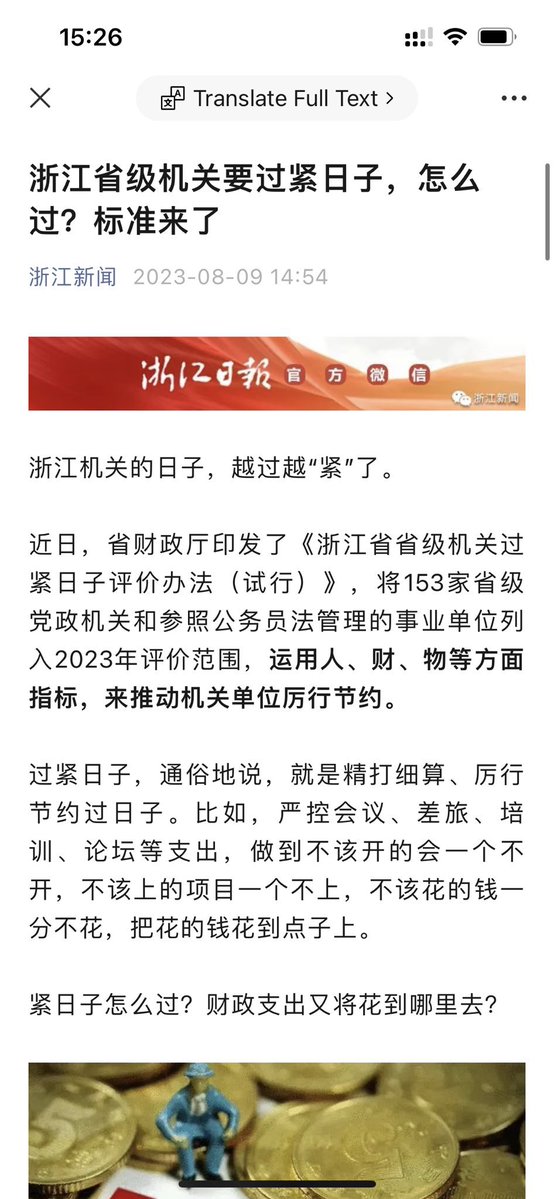 15:26
Translate Full Text
浙江省级机关要过紧日子，怎么
过？标准来了
浙江新闻 2023-08-09 14:54
浙江日報 官方微信
浙江新闻
浙江机关的日子，越过越“紧”了。
近日，省财政厅印发了《浙江省省级机关过
紧日子评价办法（试行）》，将153家省级
党政机关和参照公务员法管理的事业单位列
入2023年评价范围，运用人、财、物等方面
指标，来推动机关单位厉行节约。
过紧日子，通俗地说，就是精打细算、厉行
节约过日子。比如，严控会议、差旅、培
训、论坛等支出，做到不该开的会一个不
开，不该上的项目一个不上，不该花的钱一
分不花，把花的钱花到点子上。
紧日子怎么过？财政支出又将花到哪里去？